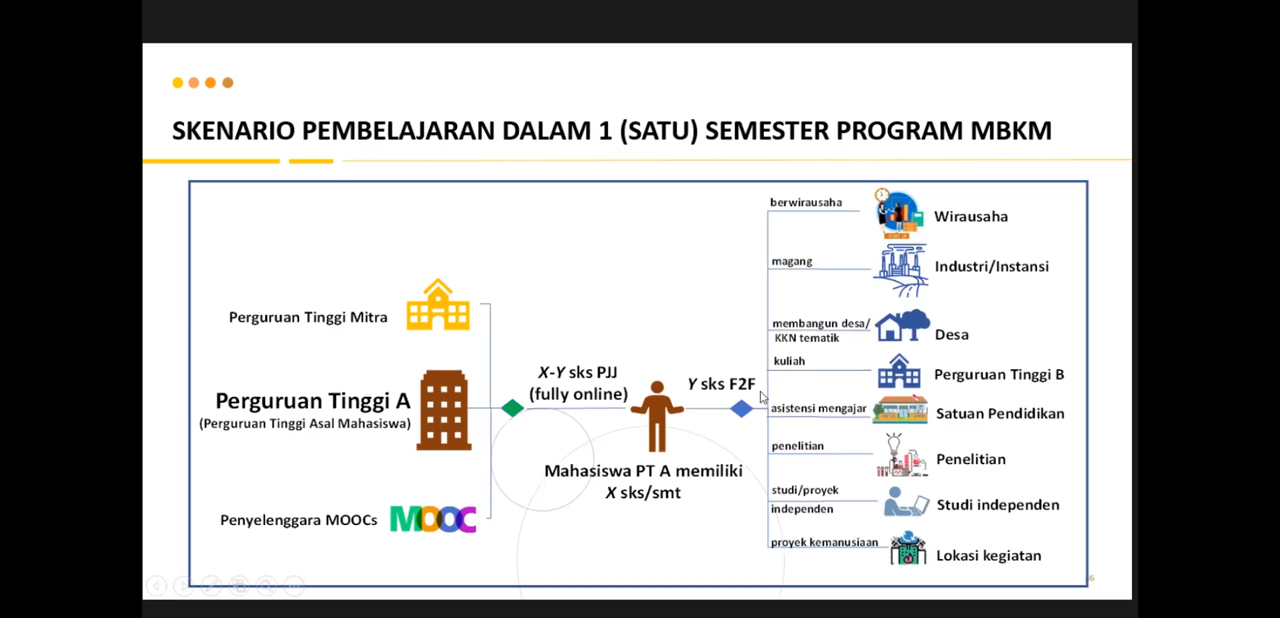 SKENARIO PEMBELAJARAN DALAM 1 (SATU) SEMESTER PROGRAM MBKM
Perguruan Tinggi Mitra
Perguruan Tinggi A
(Perguruan Tinggi Asal Mahasiswa)
Penyelenggara MOOCs
MOOC
X-Y sks PJJ
(fully online)
Mahasiswa PT A memiliki
X sks/smt
Y sks F2F
berwirausaha
Wirausaha
magang
Industri/Instansi
membangun desa/
KKN tematik
Desa
kuliah
Perguruan Tinggi B
asistensi mengajar
Satuan Pendidikan
penelitian
Penelitian
studi/proyek
independen
Studi independen
proyek kemanusiaan
Lokasi kegiatan